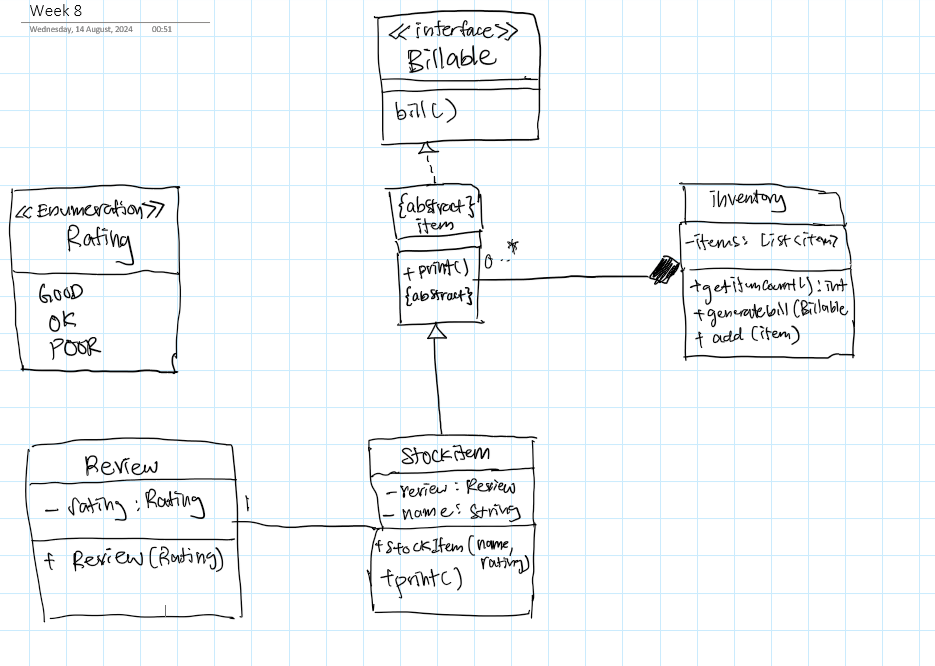 Week 8
Wednesday, 14 August, 2024 00:51
<<interface>>
Billable
bill()
<<Enumeration>>
Rating
GOOD
OK
POOR
{abstract}
item
+print()
{abstract}
0..*
inventory
-items: List<item>
+getitemcount(): int
+generatebill(Billable
+ add (item)
Review
- rating : Rating
+ Review(Rating)
1
StockItem
- review : Review
- name : String
+StockItem(name,
rating)
+print()